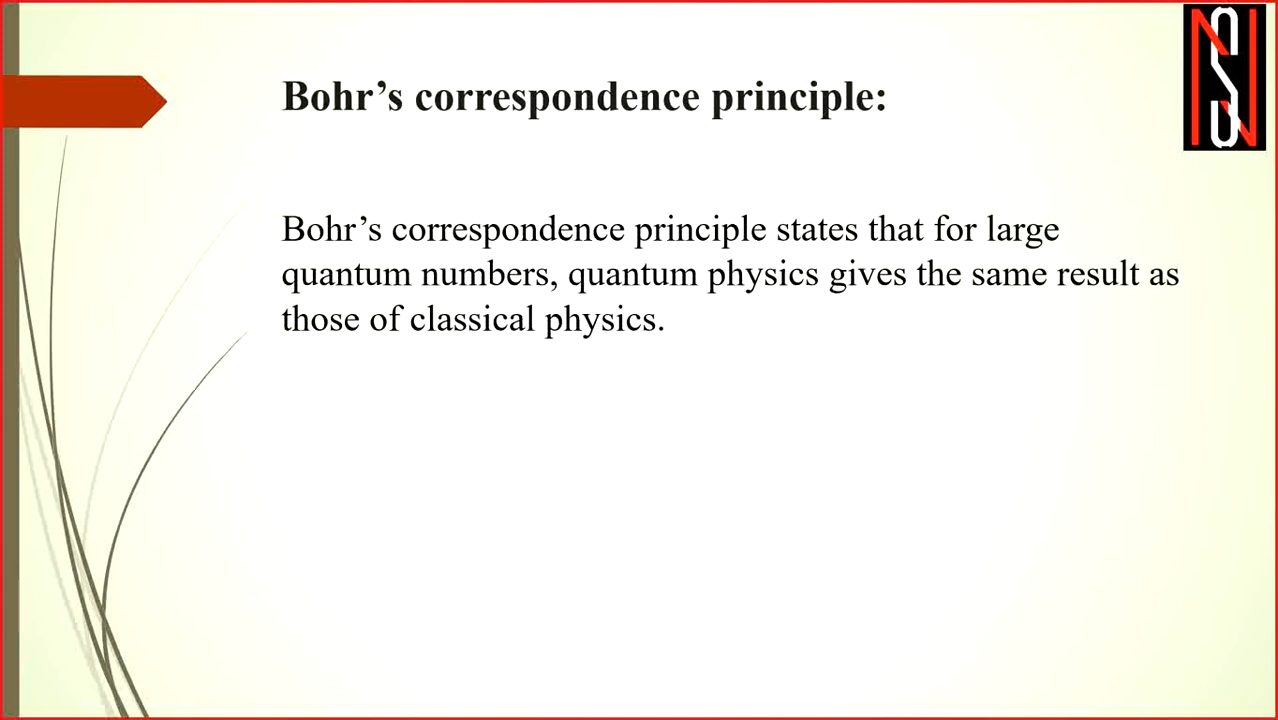 Bohr’s correspondence principle:
Bohr’s correspondence principle states that for large
quantum numbers, quantum physics gives the same result as
those of classical physics.